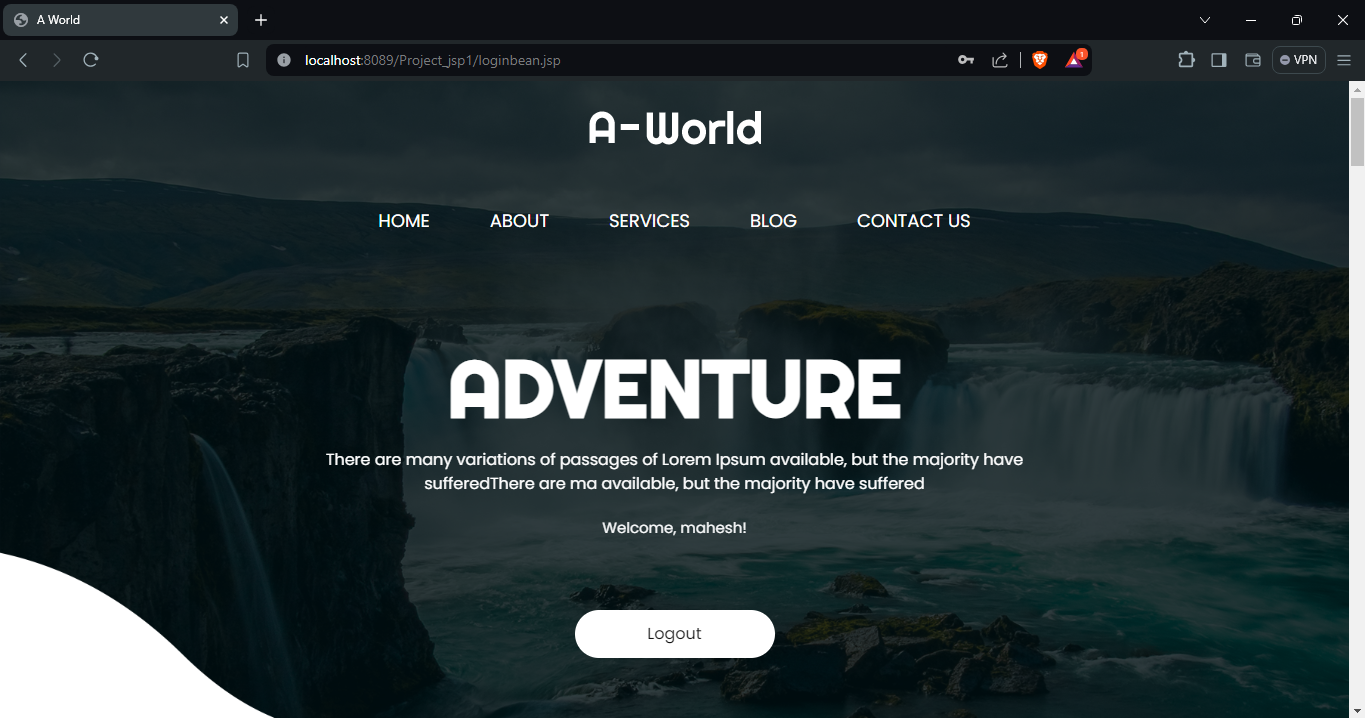 A World
localhost:8089/Project_jsp1/loginbean.jsp
1
VPN
A-World
HOME ABOUT SERVICES BLOG CONTACT US
ADVENTURE
There are many variations of passages of Lorem Ipsum available, but the majority have
sufferedThere are ma available, but the majority have suffered
Welcome, mahesh!
Logout